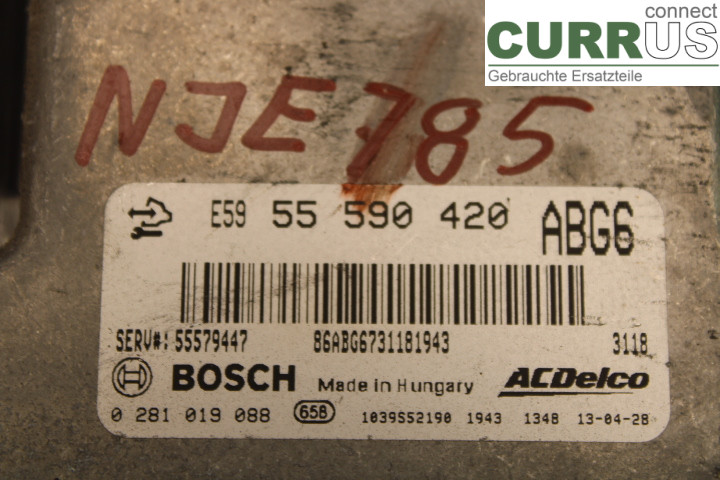 connect
CURRUS
Gebrauchte Ersatzteile
NJE785
E59 55 590 420 ABG6
SERV#: 55579447 86ABG6731181943 3118
BOSCH Made in Hungary ACDelco
0 281 019 088 658 1039S52190 1943 1348 13-04-28